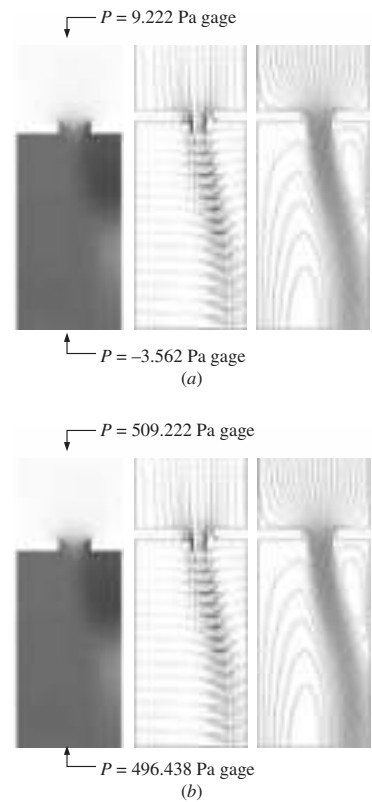 P = 9.222 Pa gage
P = –3.562 Pa gage
(a)
P = 509.222 Pa gage
P = 496.438 Pa gage
(b)